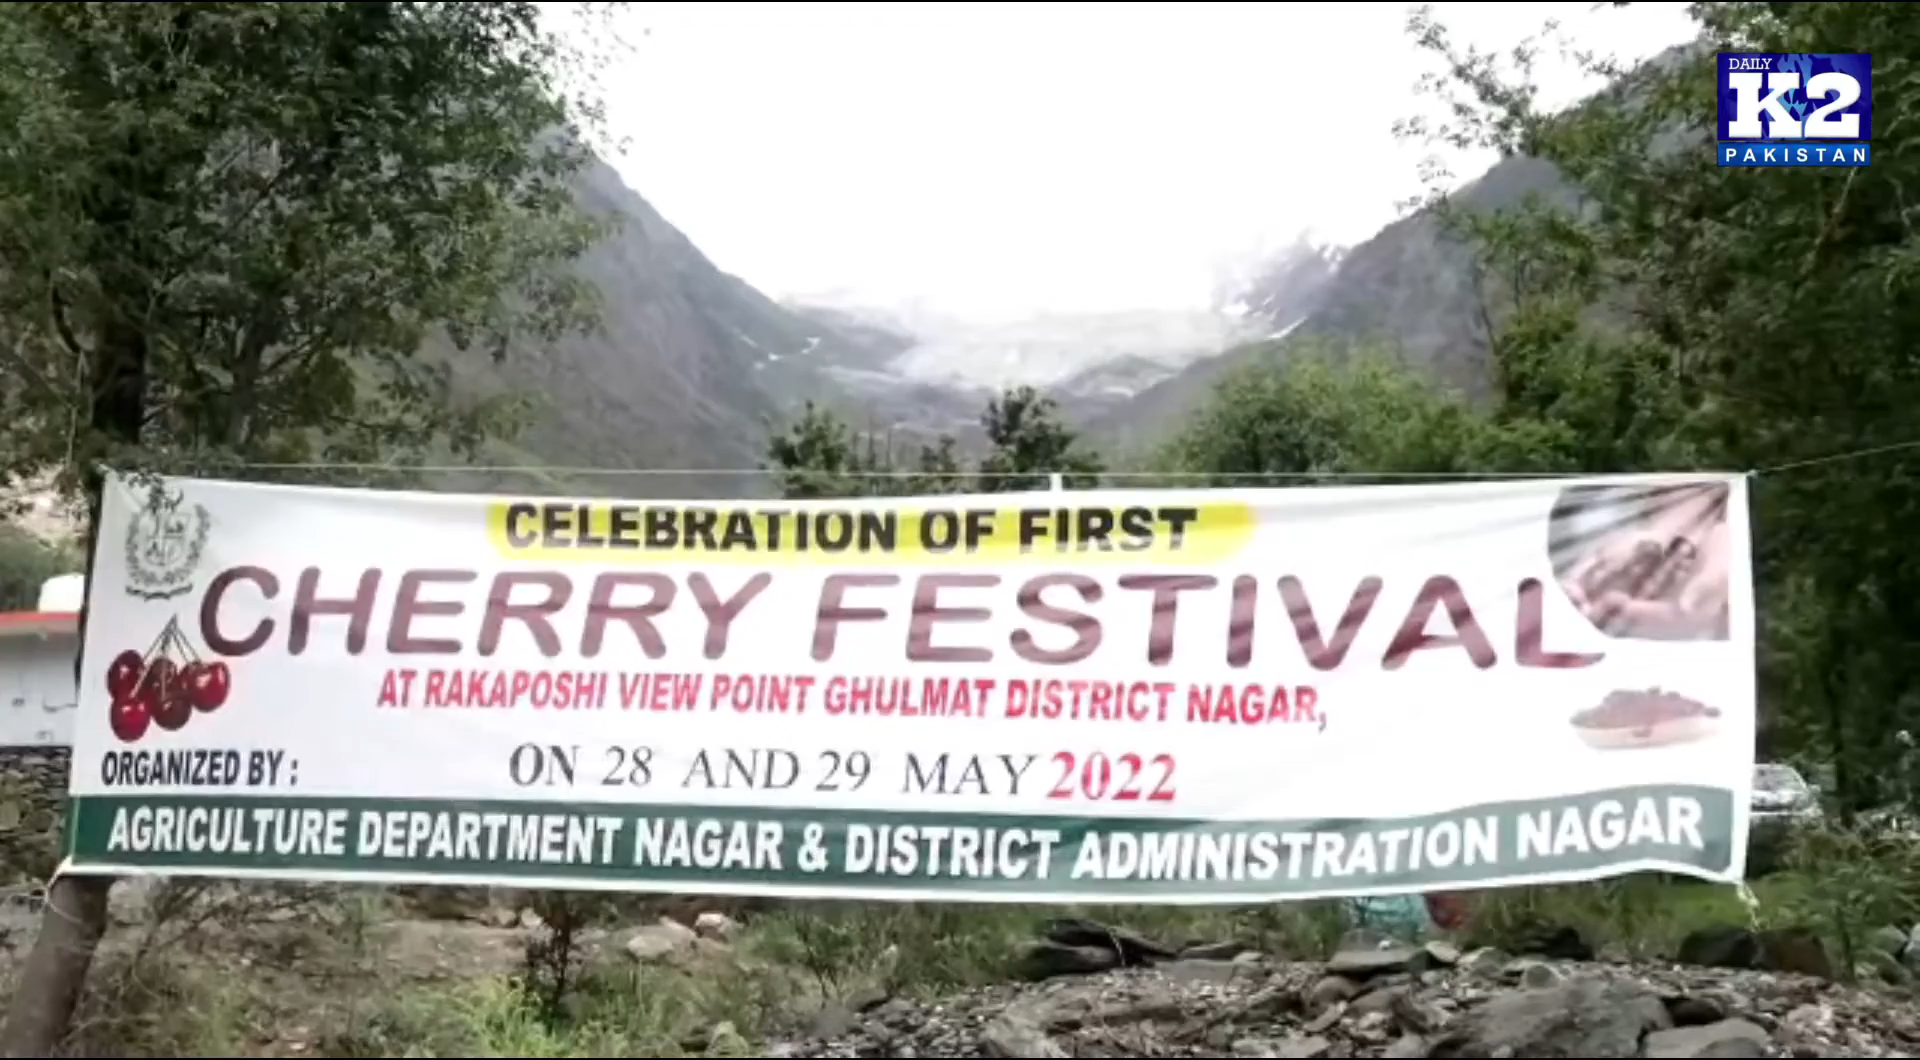 DAILY
K2
PAKISTAN
CELEBRATION OF FIRST
CHERRY FESTIVAL
AT RAKAPOSHI VIEW POINT GHULMAT DISTRICT NAGAR,
ON 28 AND 29 MAY 2022
ORGANIZED BY :
AGRICULTURE DEPARTMENT NAGAR & DISTRICT ADMINISTRATION NAGAR